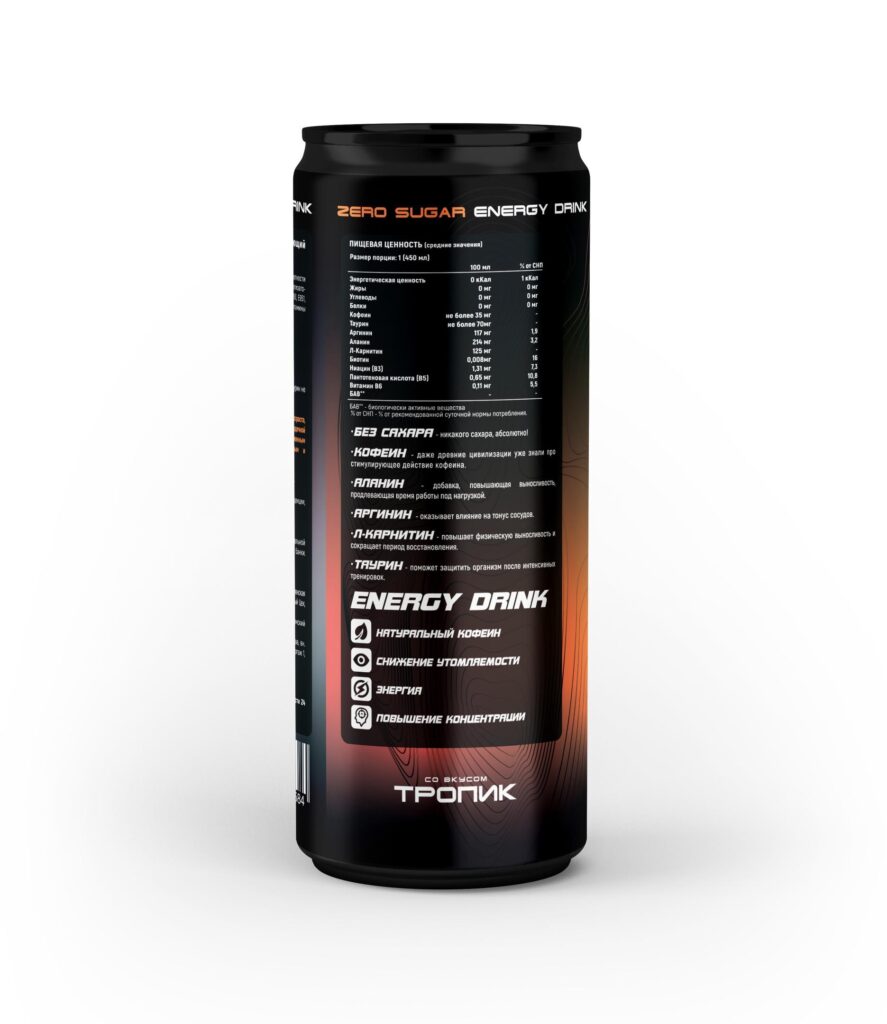 ZERO SUGAR ENERGY DRINK
ПИЩЕВАЯ ЦЕННОСТЬ (средние значения)
Размер порции: 1 (450 мл)
100 мл % от СНП
Энергетическая ценность 0 кКал 1 кКал
Жиры 0 мг 0 мг
Углеводы 0 мг 0 мг
Белки 0 мг 0 мг
Кофеин не более 35 мг -
Таурин не более 70мг -
Аргинин 117 мг 1,9
Аланин 214 мг 3,2
Л-Карнитин 125 мг -
Биотин 0,008мг 16
Ниацин (B3) 1,31 мг 7,3
Пантотеновая кислота (B5) 0,65 мг 10,8
Витамин B6 0,11 мг 5,5
БАВ** - -
БАВ** - биологически активные вещества
% от СНП - % от рекомендованной суточной нормы потребления.
·БЕЗ САХАРА - никакого сахара, абсолютно!
·КОФЕИН - даже древние цивилизации уже знали про
стимулирующее действие кофеина.
·АЛАНИН - добавка, повышающая выносливость,
продлевающая время работы под нагрузкой.
·АРГИНИН - оказывает влияние на тонус сосудов.
·Л-КАРНИТИН - повышает физическую выносливость и
сокращает период восстановления.
·ТАУРИН - поможет защитить организм после интенсивных
тренировок.
ENERGY DRINK
НАТУРАЛЬНЫЙ КОФЕИН
СНИЖЕНИЕ УТОМЛЯЕМОСТИ
ЭНЕРГИЯ
ПОВЫШЕНИЕ КОНЦЕНТРАЦИИ
СО ВКУСОМ
ТРОПИК